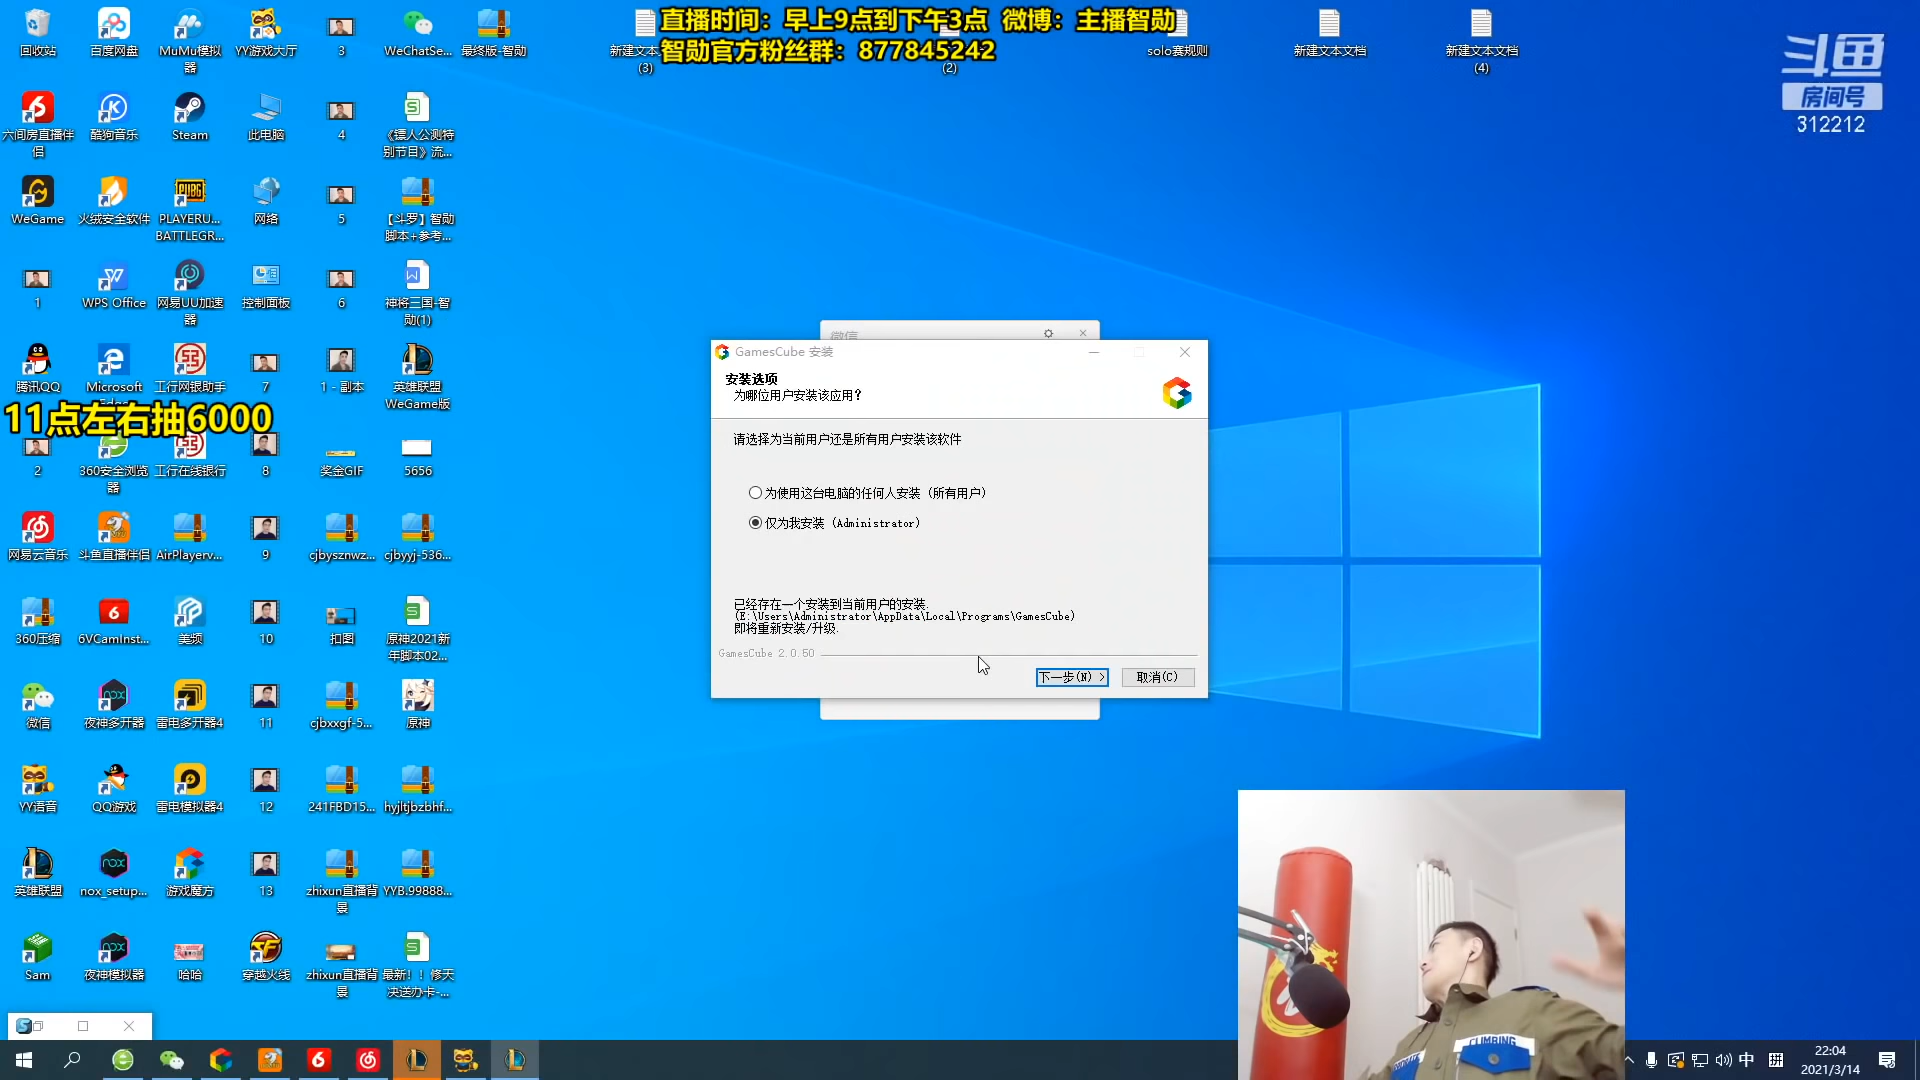 直播时间：早上9点到下午3点 微博：主播智勋
智勋官方粉丝群：877845242
斗鱼
房间号
312212
11点左右抽6000
回收站
百度网盘
MuMu模拟器
YY游戏大厅
3
WeChatSe...
最终版-智勋
新建文本
(3)
(2)
solo赛规则
新建文本文档
新建文本文档
(4)
六间房直播伴侣
酷狗音乐
Steam
此电脑
4
《镖人公测特别节目》流...
WeGame
火绒安全软件
PLAYERU...
BATTLEGR...
网络
5
【斗罗】智勋脚本+参考...
1
WPS Office
网易UU加速器
控制面板
6
神将三国-智勋(1)
腾讯QQ
Microsoft
工行网银助手
7
1 - 副本
英雄联盟
WeGame版
2
360安全浏览器
工行在线银行
8
奖金GIF
5656
网易云音乐
斗鱼直播伴侣
AirPlayerv...
9
cjbysznwz...
cjbyyj-536...
360压缩
6VCamInst...
美频
10
扣图
原神2021新年脚本02...
微信
夜神多开器
雷电多开器4
11
cjbxxgf-5...
原神
YY语音
QQ游戏
雷电模拟器4
12
241FBD15...
hyjltjbzbhf...
英雄联盟
nox_setup...
游戏魔方
13
zhixun直播背景
YYB.99888...
Sam
夜神模拟器
哈哈
穿越火线
zhixun直播背景
最新！！修天决送办卡-...
微信
GamesCube 安装
安装选项
为哪位用户安装该应用?
请选择为当前用户还是所有用户安装该软件
为使用这台电脑的任何人安装 (所有用户)
仅为我安装 (Administrator)
已经存在一个安装到当前用户的安装.
(E:\Users\Administrator\AppData\Local\Programs\GamesCube)
即将重新安装/升级.
GamesCube 2.0.50
下一步(N) >
取消(C)
CLIMBING
中
拼
22:04
2021/3/14